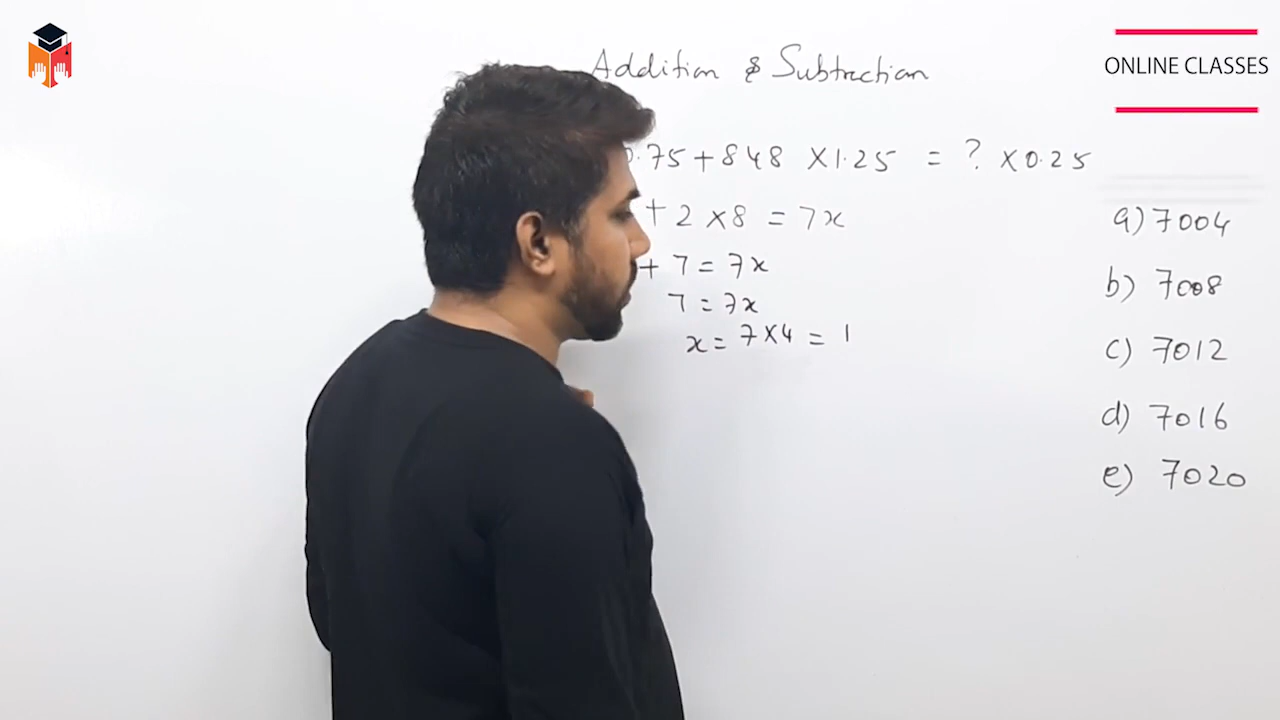 ONLINE CLASSES
Addition & Subtraction
.75 + 848 × 1.25 = ? × 0.25
+ 2 × 8 = 7x
+ 7 = 7x
7 = 7x
x = 7×4 = 1
a) 7004
b) 7008
c) 7012
d) 7016
e) 7020